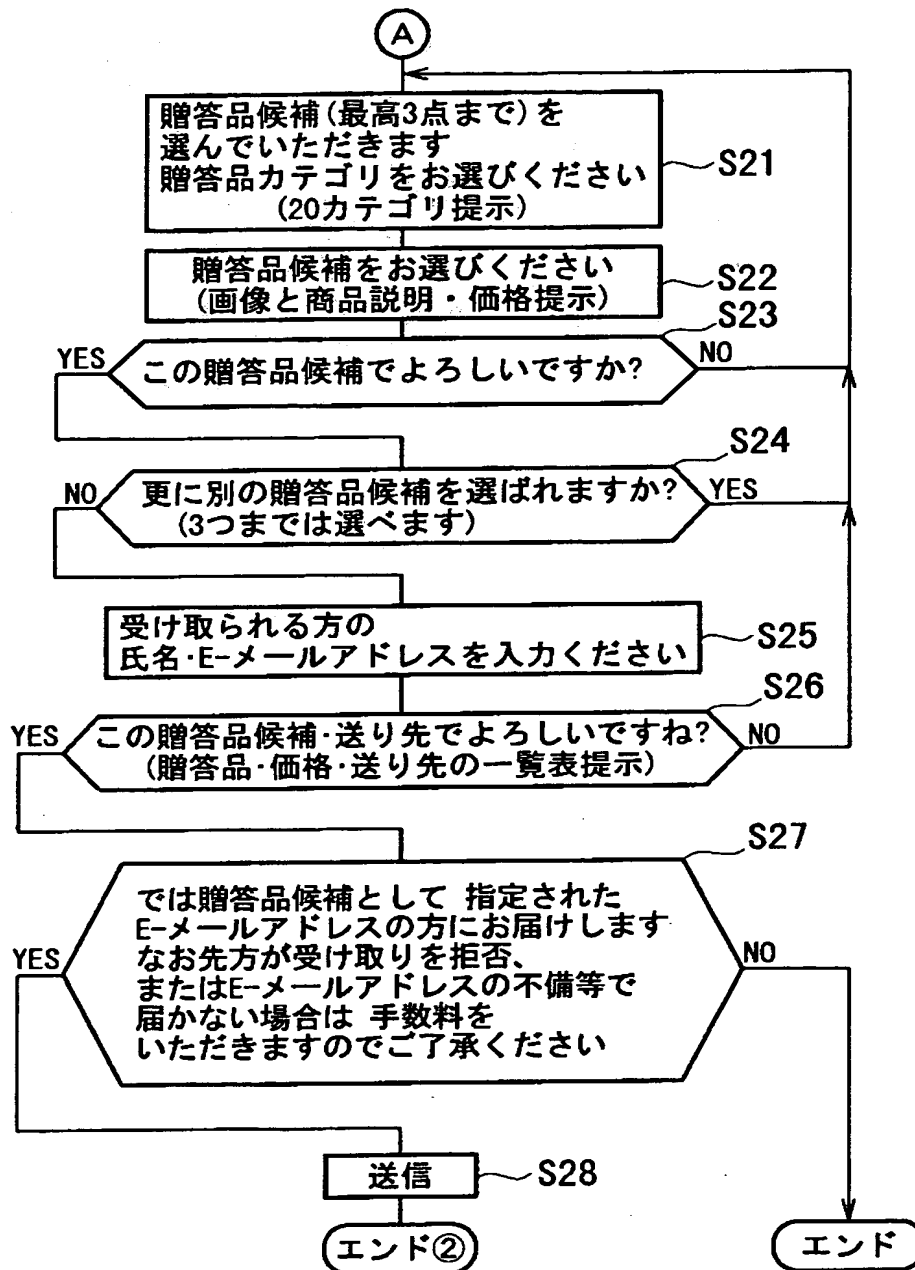 A
贈答品候補(最高3点まで)を
選んでいただきます
贈答品カテゴリをお選びください
(20カテゴリ提示)
S21
贈答品候補をお選びください
(画像と商品説明・価格提示)
S22
S23
YES
この贈答品候補でよろしいですか?
NO
S24
NO
更に別の贈答品候補を選ばれますか?
(3つまでは選べます)
YES
受け取られる方の
氏名・E-メールアドレスを入力ください
S25
S26
YES
この贈答品候補・送り先でよろしいですね?
(贈答品・価格・送り先の一覧表提示)
NO
S27
では贈答品候補として 指定された
E-メールアドレスの方にお届けします
なお先方が受け取りを拒否、
またはE-メールアドレスの不備等で
届かない場合は 手数料を
いただきますのでご了承ください
YES
NO
送信
S28
エンド②
エンド